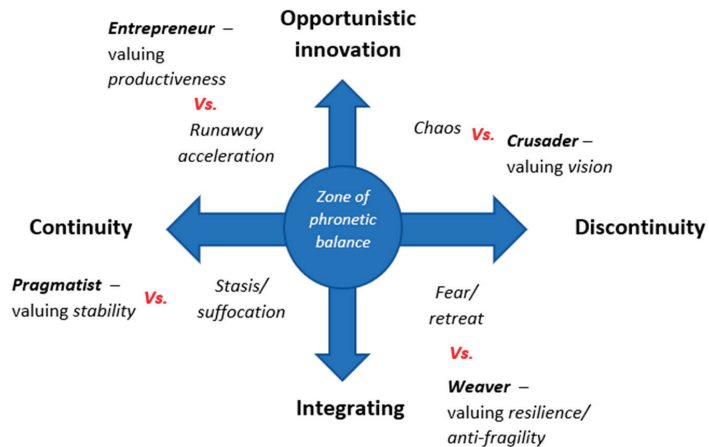 Opportunistic
innovation
Entrepreneur –
valuing
productiveness
Vs.
Runaway
acceleration
Chaos
Vs.
Crusader –
valuing vision
Zone of
phronetic
balance
Continuity
Discontinuity
Pragmatist –
valuing stability
Vs.
Stasis/
suffocation
Fear/
retreat
Vs.
Weaver –
valuing resilience/
anti-fragility
Integrating